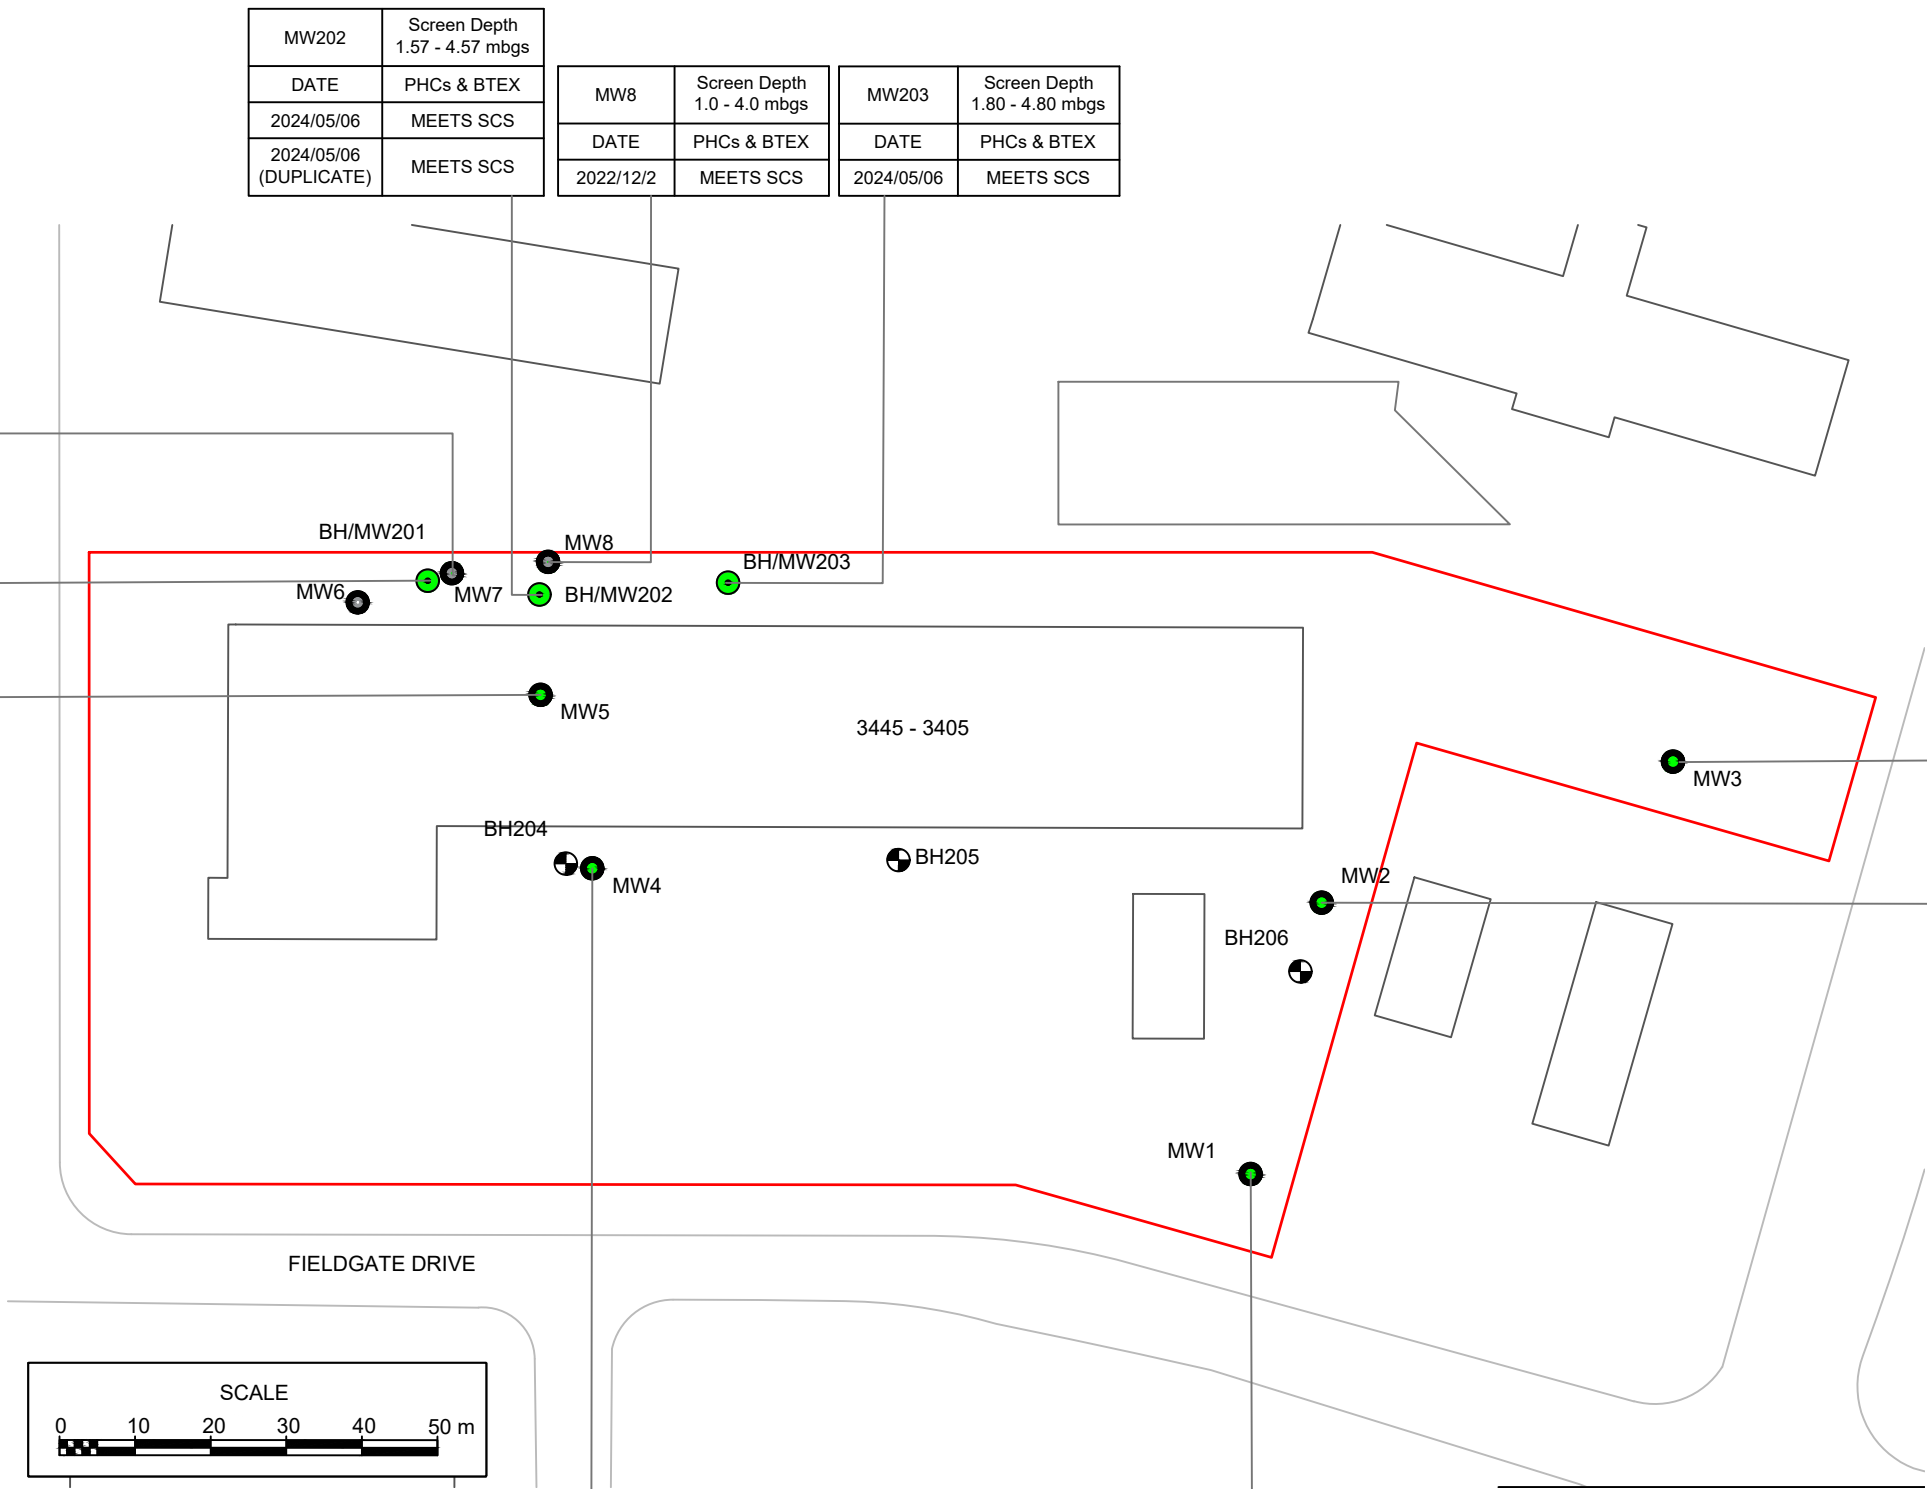 MW202
Screen Depth
1.57 - 4.57 mbgs
DATE
PHCs & BTEX
2024/05/06
MEETS SCS
2024/05/06
(DUPLICATE)
MEETS SCS
MW8
Screen Depth
1.0 - 4.0 mbgs
DATE
PHCs & BTEX
2022/12/2
MEETS SCS
MW203
Screen Depth
1.80 - 4.80 mbgs
DATE
PHCs & BTEX
2024/05/06
MEETS SCS
BH/MW201
MW8
BH/MW203
MW6
MW7
BH/MW202
MW5
3445 - 3405
MW3
BH204
BH205
MW4
MW2
BH206
MW1
FIELDGATE DRIVE
SCALE
0 10 20 30 40 50 m